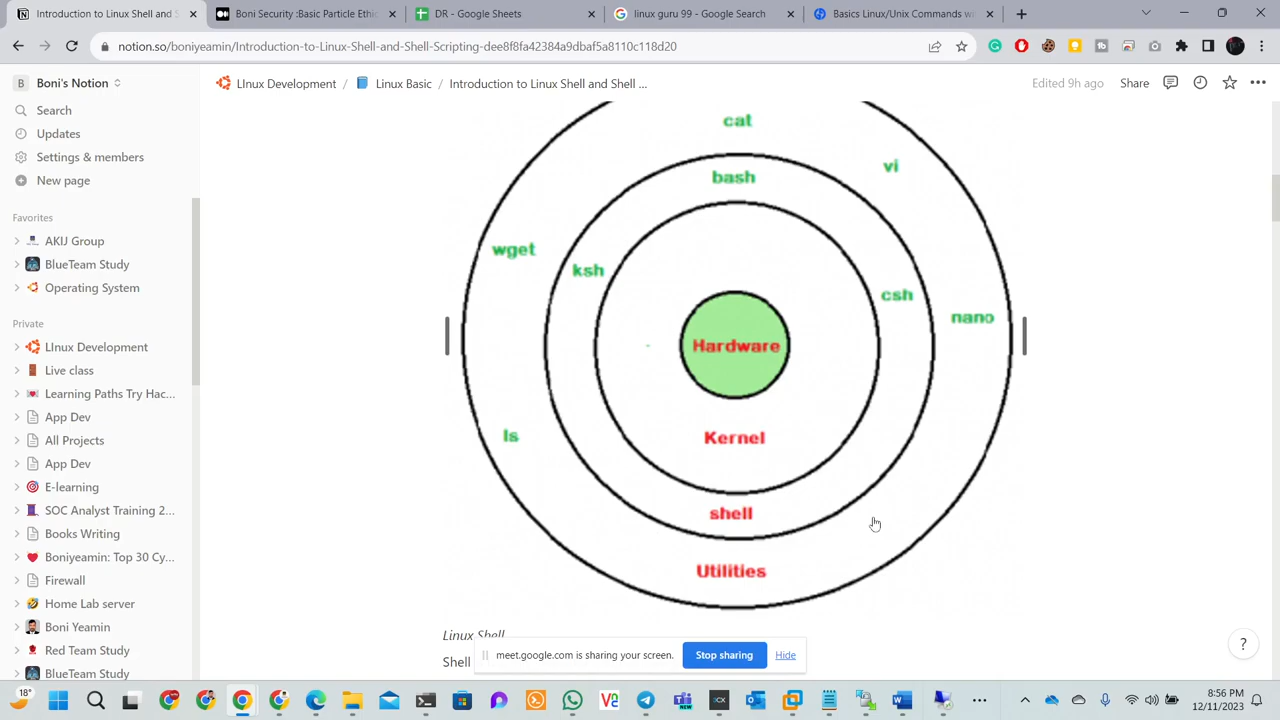 Introduction to Linux Shell and S
Boni Security :Basic Particle Ethic
DR - Google Sheets
linux guru 99 - Google Search
Basics Linux/Vix Commands w
notion.so/boniyeamin/Introduction-to-Linux-Shell-and-Shell-Scripting-dee8f8fa42384a9dbaf5a8110c118d20
B Boni's Notion
LInux Development / Linux Basic / Introduction to Linux Shell and Shell ...
Edited 9h ago
Share
Search
Updates
Settings & members
New page
Favorites
AKIJ Group
BlueTeam Study
Operating System
Private
LInux Development
Live class
Learning Paths Try Hac...
App Dev
All Projects
App Dev
E-learning
SOC Analyst Training 2...
Books Writing
Boniyeamin: Top 30 Cy...
Firewall
Home Lab server
Boni Yeamin
Red Team Study
BlueTeam Study
cat
vi
bash
wget
ksh
csh
nano
Hardware
ls
Kernel
shell
Utilities
Linux Shell
Shell
meet.google.com is sharing your screen.
Stop sharing
Hide
?
18°
8:56 PM
12/11/2023